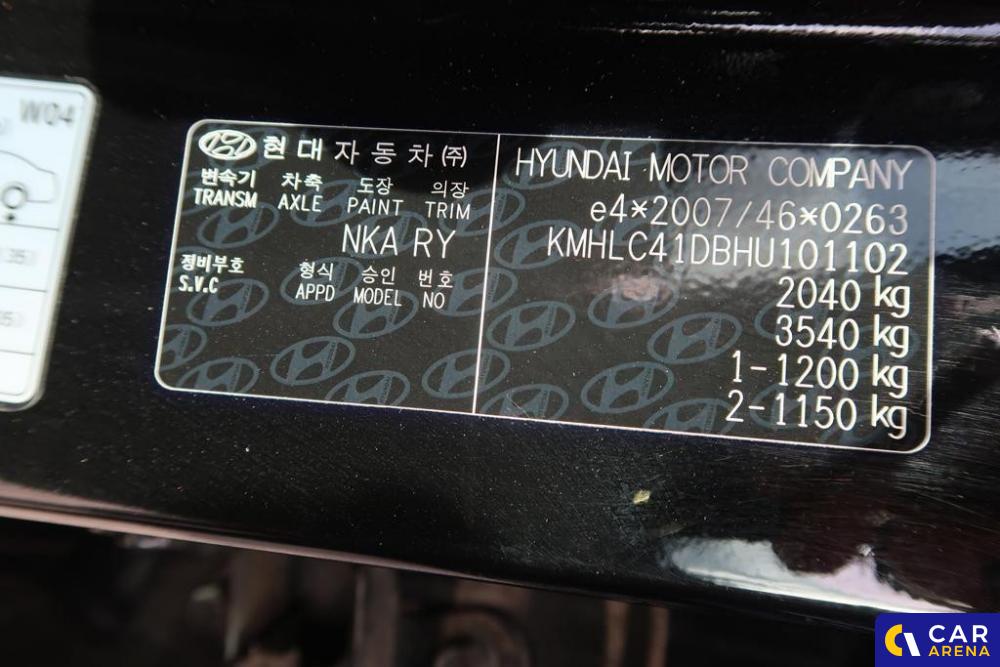 W04
현대자동차(주)
변속기 차축 도장 의장
TRANSM AXLE PAINT TRIM
NKA RY
정비부호 형식 승인 번호
S.V.C APPD MODEL NO
HYUNDAI MOTOR COMPANY
e4*2007/46*0263
KMHLC41DBHU101102
2040 kg
3540 kg
1-1200 kg
2-1150 kg
CAR
ARENA